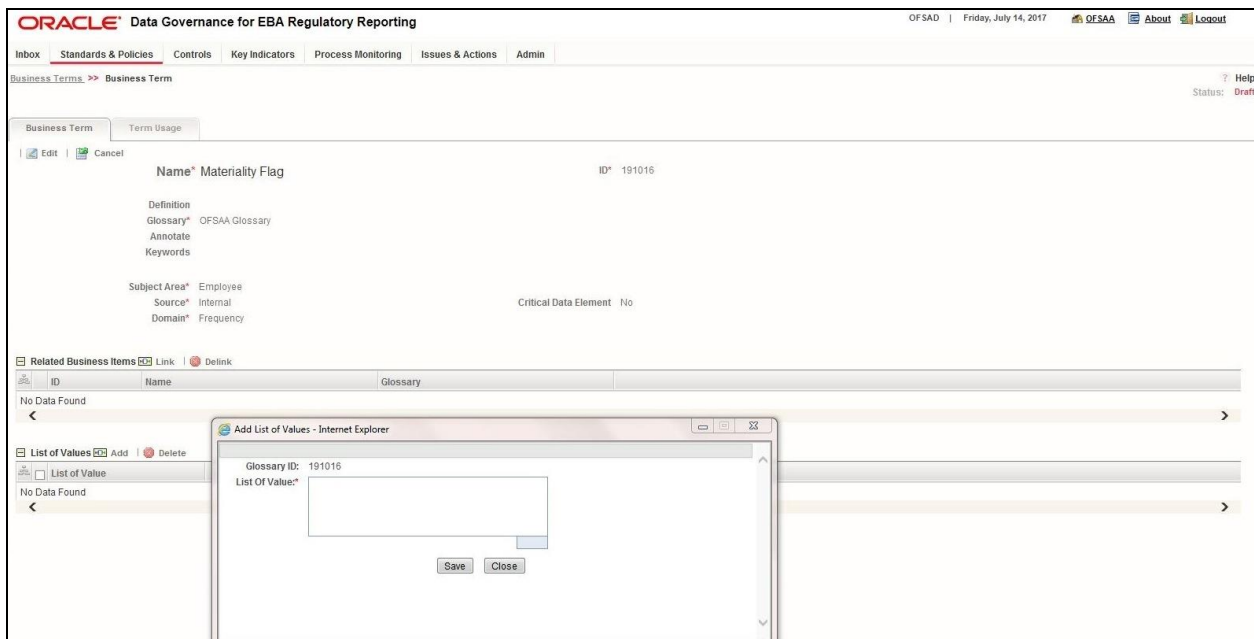 ORACLE® Data Governance for EBA Regulatory Reporting OFSAD | Friday, July 14, 2017 OFSAA About Logout
Inbox Standards & Policies Controls Key Indicators Process Monitoring Issues & Actions Admin
Business Terms >> Business Term ? Help
Status: Draft
Business Term Term Usage
| Edit | Cancel
Name* Materiality Flag ID* 191016
Definition
Glossary* OFSAA Glossary
Annotate
Keywords
Subject Area* Employee
Source* Internal Critical Data Element No
Domain* Frequency
Related Business Items Link | Delink
ID Name Glossary
No Data Found
Add List of Values - Internet Explorer
List of Values Add | Delete
Glossary ID: 191016
List of Value
List Of Value:*
No Data Found
Save Close